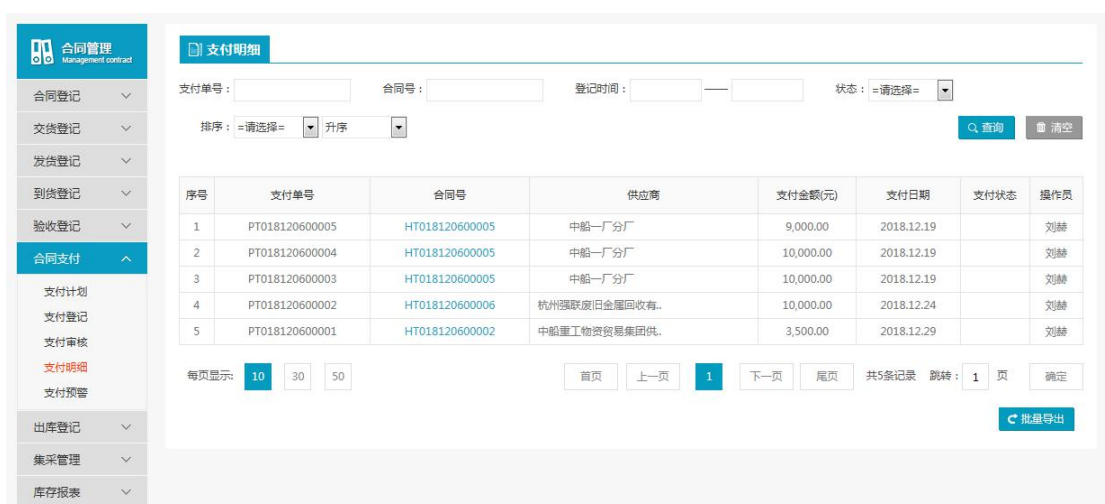 合同管理
Management contract
合同登记
交货登记
发货登记
到货登记
验收登记
合同支付
支付计划
支付登记
支付审核
支付明细
支付预警
出库登记
集采管理
库存报表
支付明细
支付单号： 合同号： 登记时间： —— 状态： =请选择=
排序： =请选择= 升序 查询 清空
序号 支付单号 合同号 供应商 支付金额(元) 支付日期 支付状态 操作员
1 PT018120600005 HT018120600005 中船一厂分厂 9,000.00 2018.12.19 刘赫
2 PT018120600004 HT018120600005 中船一厂分厂 10,000.00 2018.12.19 刘赫
3 PT018120600003 HT018120600005 中船一厂分厂 10,000.00 2018.12.19 刘赫
4 PT018120600002 HT018120600006 杭州强联废旧金属回收有.. 10,000.00 2018.12.24 刘赫
5 PT018120600001 HT018120600002 中船重工物资贸易集团供.. 3,500.00 2018.12.29 刘赫
每页显示: 10 30 50 首页 上一页 1 下一页 尾页 共5条记录 跳转： 1 页 确定
批量导出